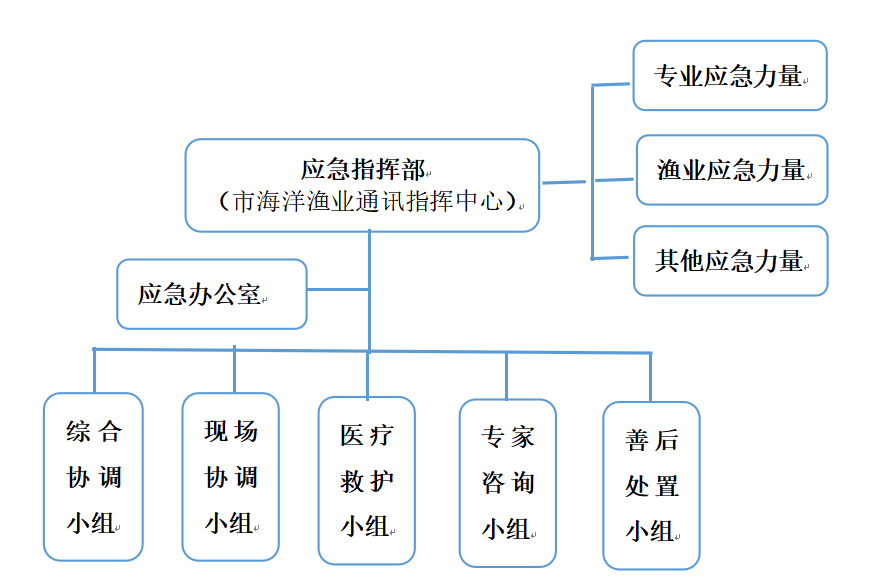 专业应急力量
应急指挥部
（市海洋渔业通讯指挥中心）
渔业应急力量
其他应急力量
应急办公室
综合
协调
小组
现场
协调
小组
医疗
救护
小组
专家
咨询
小组
善后
处置
小组